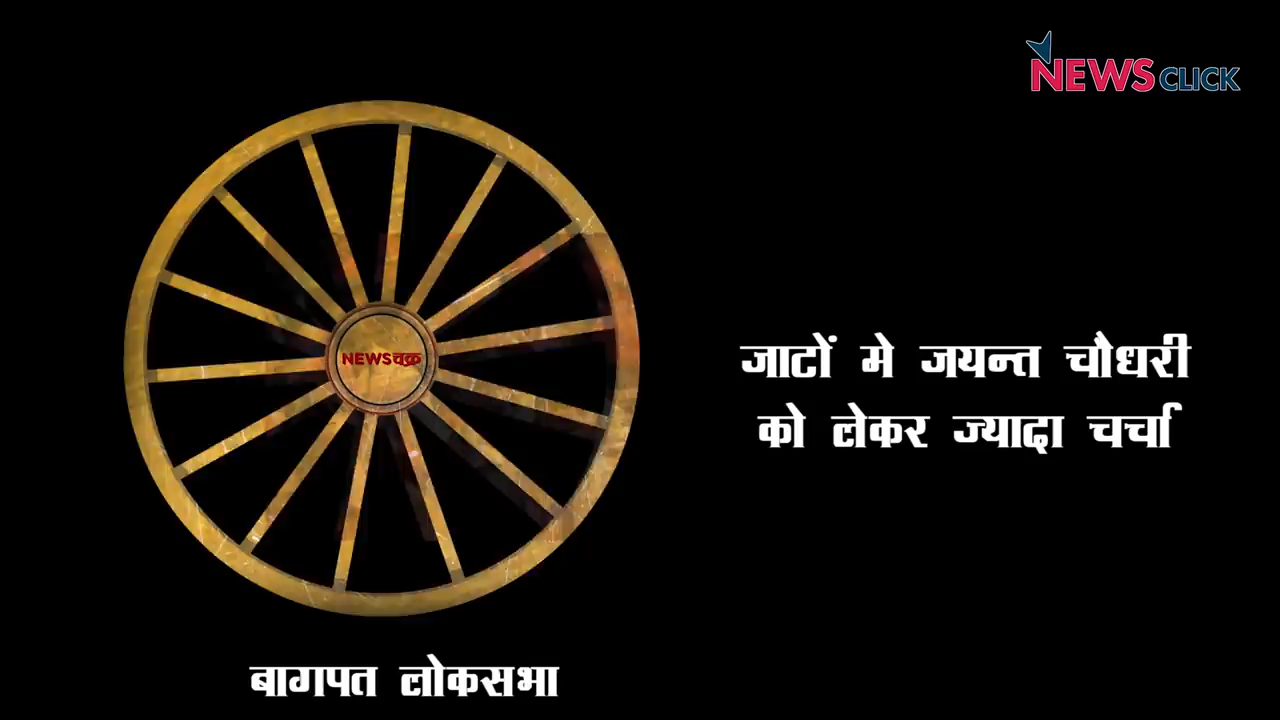 NEWSCLICK
NEWSचक्र
जाटों मे जयन्त चौधरी
को लेकर ज्यादा चर्चा
बागपत लोकसभा